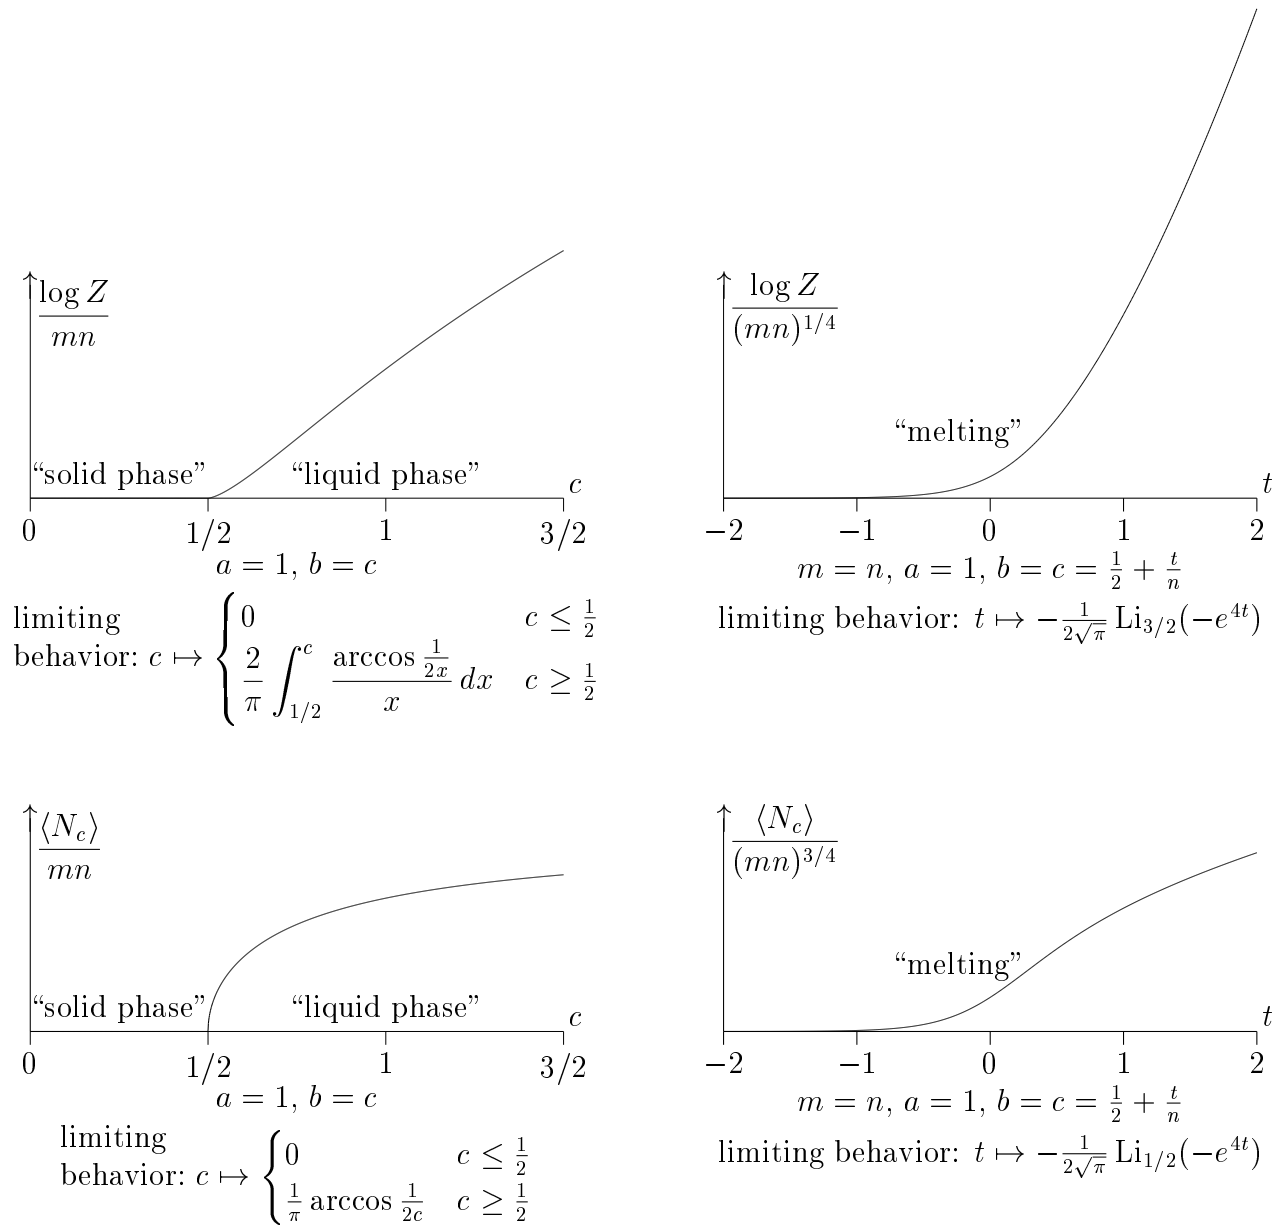 log Z / mn
"solid phase"
"liquid phase"
c
0 1/2 1 3/2
a = 1, b = c
limiting
behavior: c ↦ { 0 c ≤ 1/2
2/π ∫_{1/2}^{c} (arccos 1/(2x))/x dx c ≥ 1/2
log Z / (mn)^{1/4}
“melting”
t
−2 −1 0 1 2
m = n, a = 1, b = c = 1/2 + t/n
limiting behavior: t ↦ −1/(2√π) Li_{3/2}(−e^{4t})
⟨N_c⟩ / mn
“solid phase”
“liquid phase”
c
0 1/2 1 3/2
a = 1, b = c
limiting
behavior: c ↦ { 0 c ≤ 1/2
1/π arccos 1/(2c) c ≥ 1/2
⟨N_c⟩ / (mn)^{3/4}
“melting”
t
−2 −1 0 1 2
m = n, a = 1, b = c = 1/2 + t/n
limiting behavior: t ↦ −1/(2√π) Li_{1/2}(−e^{4t})